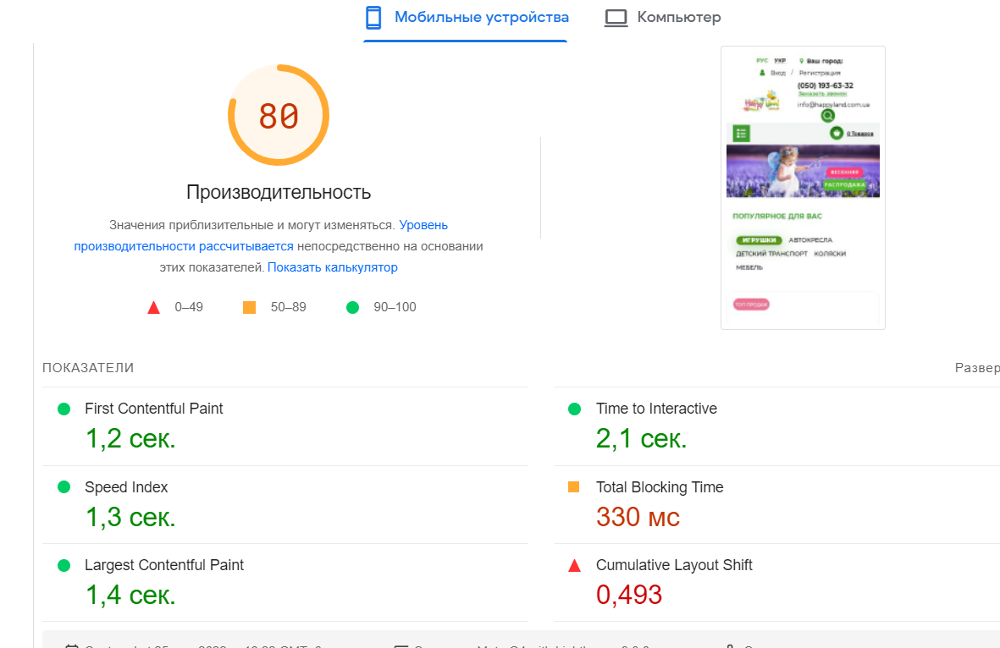 Мобильные устройства
Компьютер
80
Производительность
Значения приблизительные и могут изменяться. Уровень
производительности рассчитывается непосредственно на основании
этих показателей. Показать калькулятор
0–49
50–89
90–100
РУС УКР Ваш город:
Вход / Регистрация
(050) 193-63-32
Заказать звонок
info@happyland.com.ua
Happy Land
0 Товаров
ВЕСЕННЯЯ
РАСПРОДАЖА
ПОПУЛЯРНОЕ ДЛЯ ВАС
ИГРУШКИ АВТОКРЕСЛА
ДЕТСКИЙ ТРАНСПОРТ КОЛЯСКИ
МЕБЕЛЬ
ТОП ПРОДАЖ
ПОКАЗАТЕЛИ
Развер
First Contentful Paint
1,2 сек.
Time to Interactive
2,1 сек.
Speed Index
1,3 сек.
Total Blocking Time
330 мс
Largest Contentful Paint
1,4 сек.
Cumulative Layout Shift
0,493